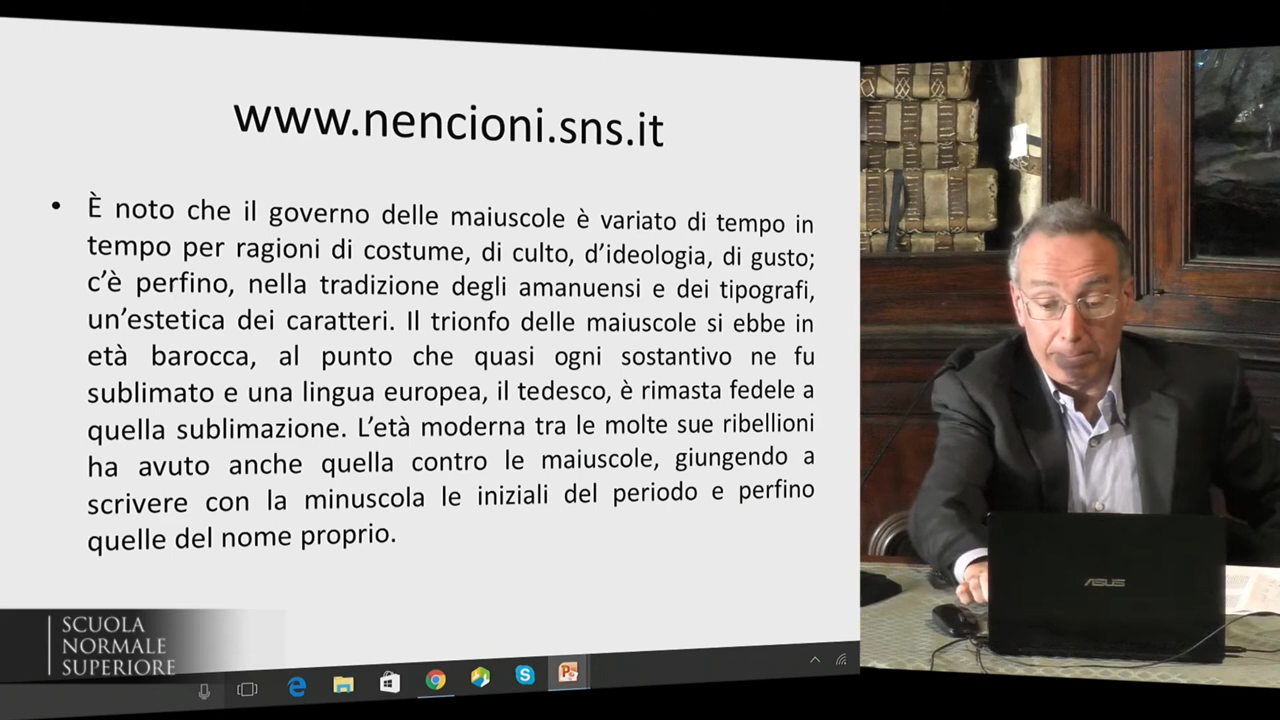 www.nencioni.sns.it
• È noto che il governo delle maiuscole è variato di tempo in
tempo per ragioni di costume, di culto, d’ideologia, di gusto;
c’è perfino, nella tradizione degli amanuensi e dei tipografi,
un’estetica dei caratteri. Il trionfo delle maiuscole si ebbe in
età barocca, al punto che quasi ogni sostantivo ne fu
sublimato e una lingua europea, il tedesco, è rimasta fedele a
quella sublimazione. L’età moderna tra le molte sue ribellioni
ha avuto anche quella contro le maiuscole, giungendo a
scrivere con la minuscola le iniziali del periodo e perfino
quelle del nome proprio.
SCUOLA
NORMALE
SUPERIORE
ASUS